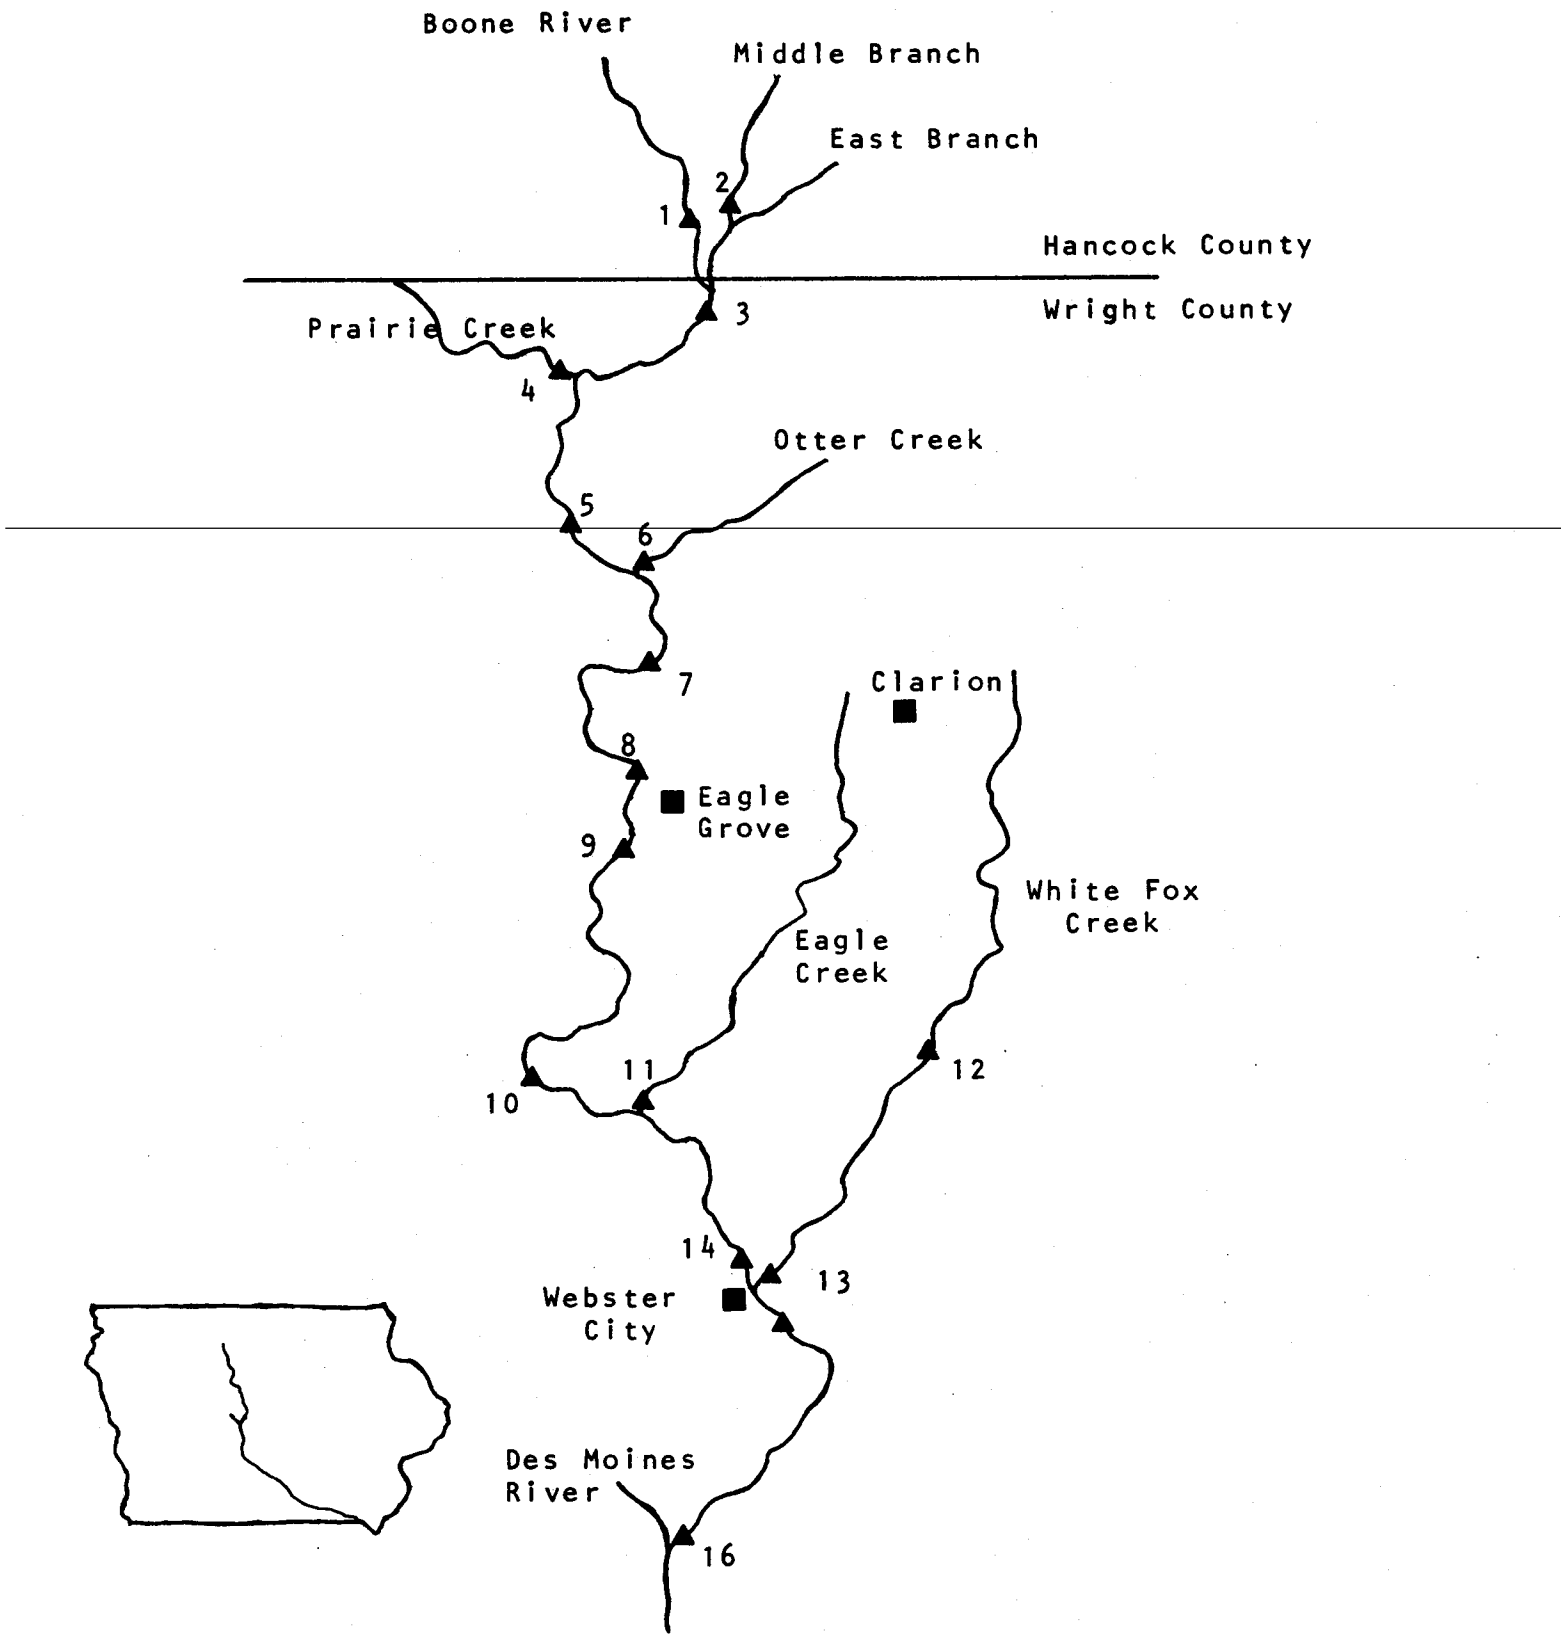 Boone River
Middle Branch
East Branch
2
1
Hancock County
3
Wright County
Prairie Creek
4
Otter Creek
5
6
7
Clarion
8
Eagle
Grove
9
White Fox
Creek
Eagle
Creek
11
12
10
14
13
Webster
City
Des Moines
River
16